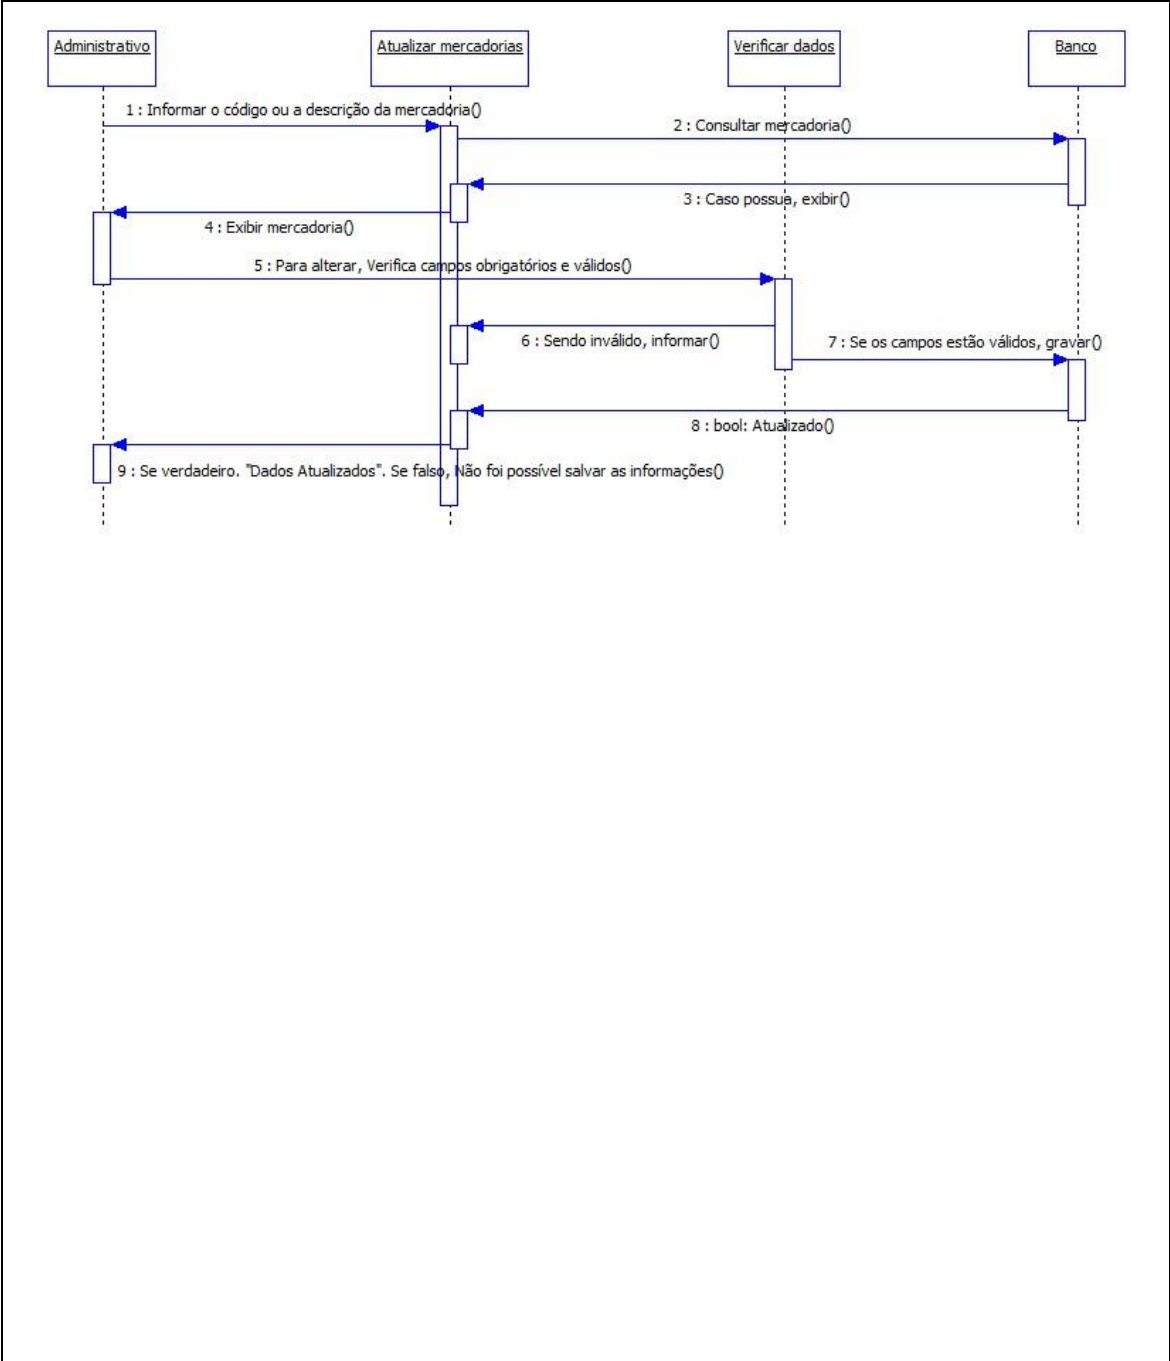 Administrativo
Atualizar mercadorias
Verificar dados
Banco
1 : Informar o código ou a descrição da mercadoria()
2 : Consultar mercadoria()
3 : Caso possua, exibir()
4 : Exibir mercadoria()
5 : Para alterar, Verifica campos obrigatórios e válidos()
6 : Sendo inválido, informar()
7 : Se os campos estão válidos, gravar()
8 : bool: Atualizado()
9 : Se verdadeiro. "Dados Atualizados". Se falso, Não foi possível salvar as informações()